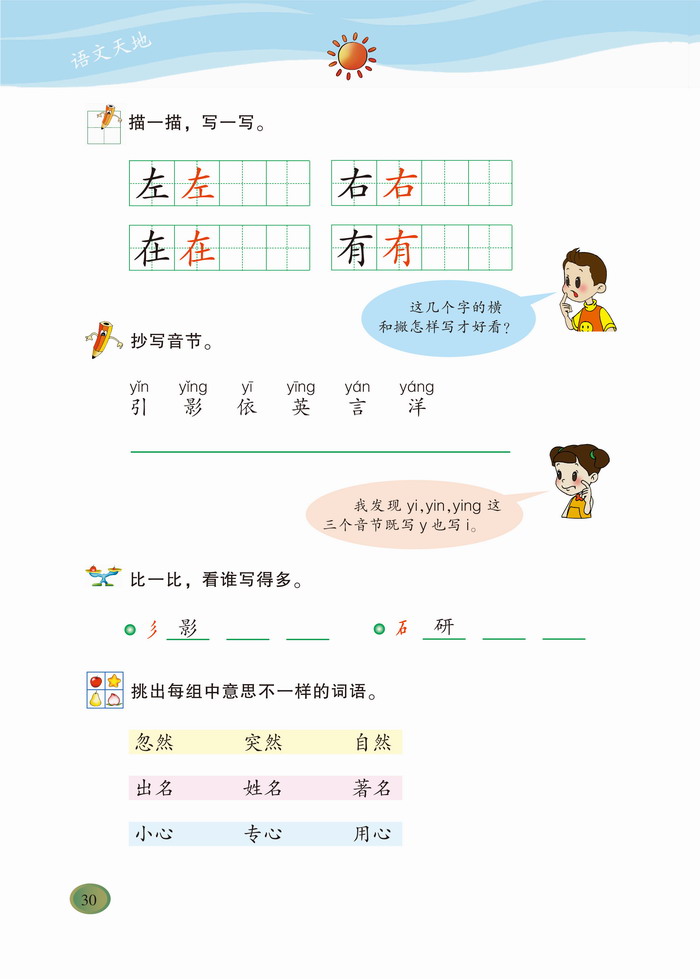 语文天地
描一描，写一写。
左 左 右 右
在 在 有 有
这几个字的横
和撇怎样写才好看？
抄写音节。
yǐn yǐng yī yīng yán yáng
引 影 依 英 言 洋
我发现 yi,yin,ying 这
三个音节既写 y 也写 i。
比一比，看谁写得多。
彡 影 石 研
挑出每组中意思不一样的词语。
忽然 突然 自然
出名 姓名 著名
小心 专心 用心
30